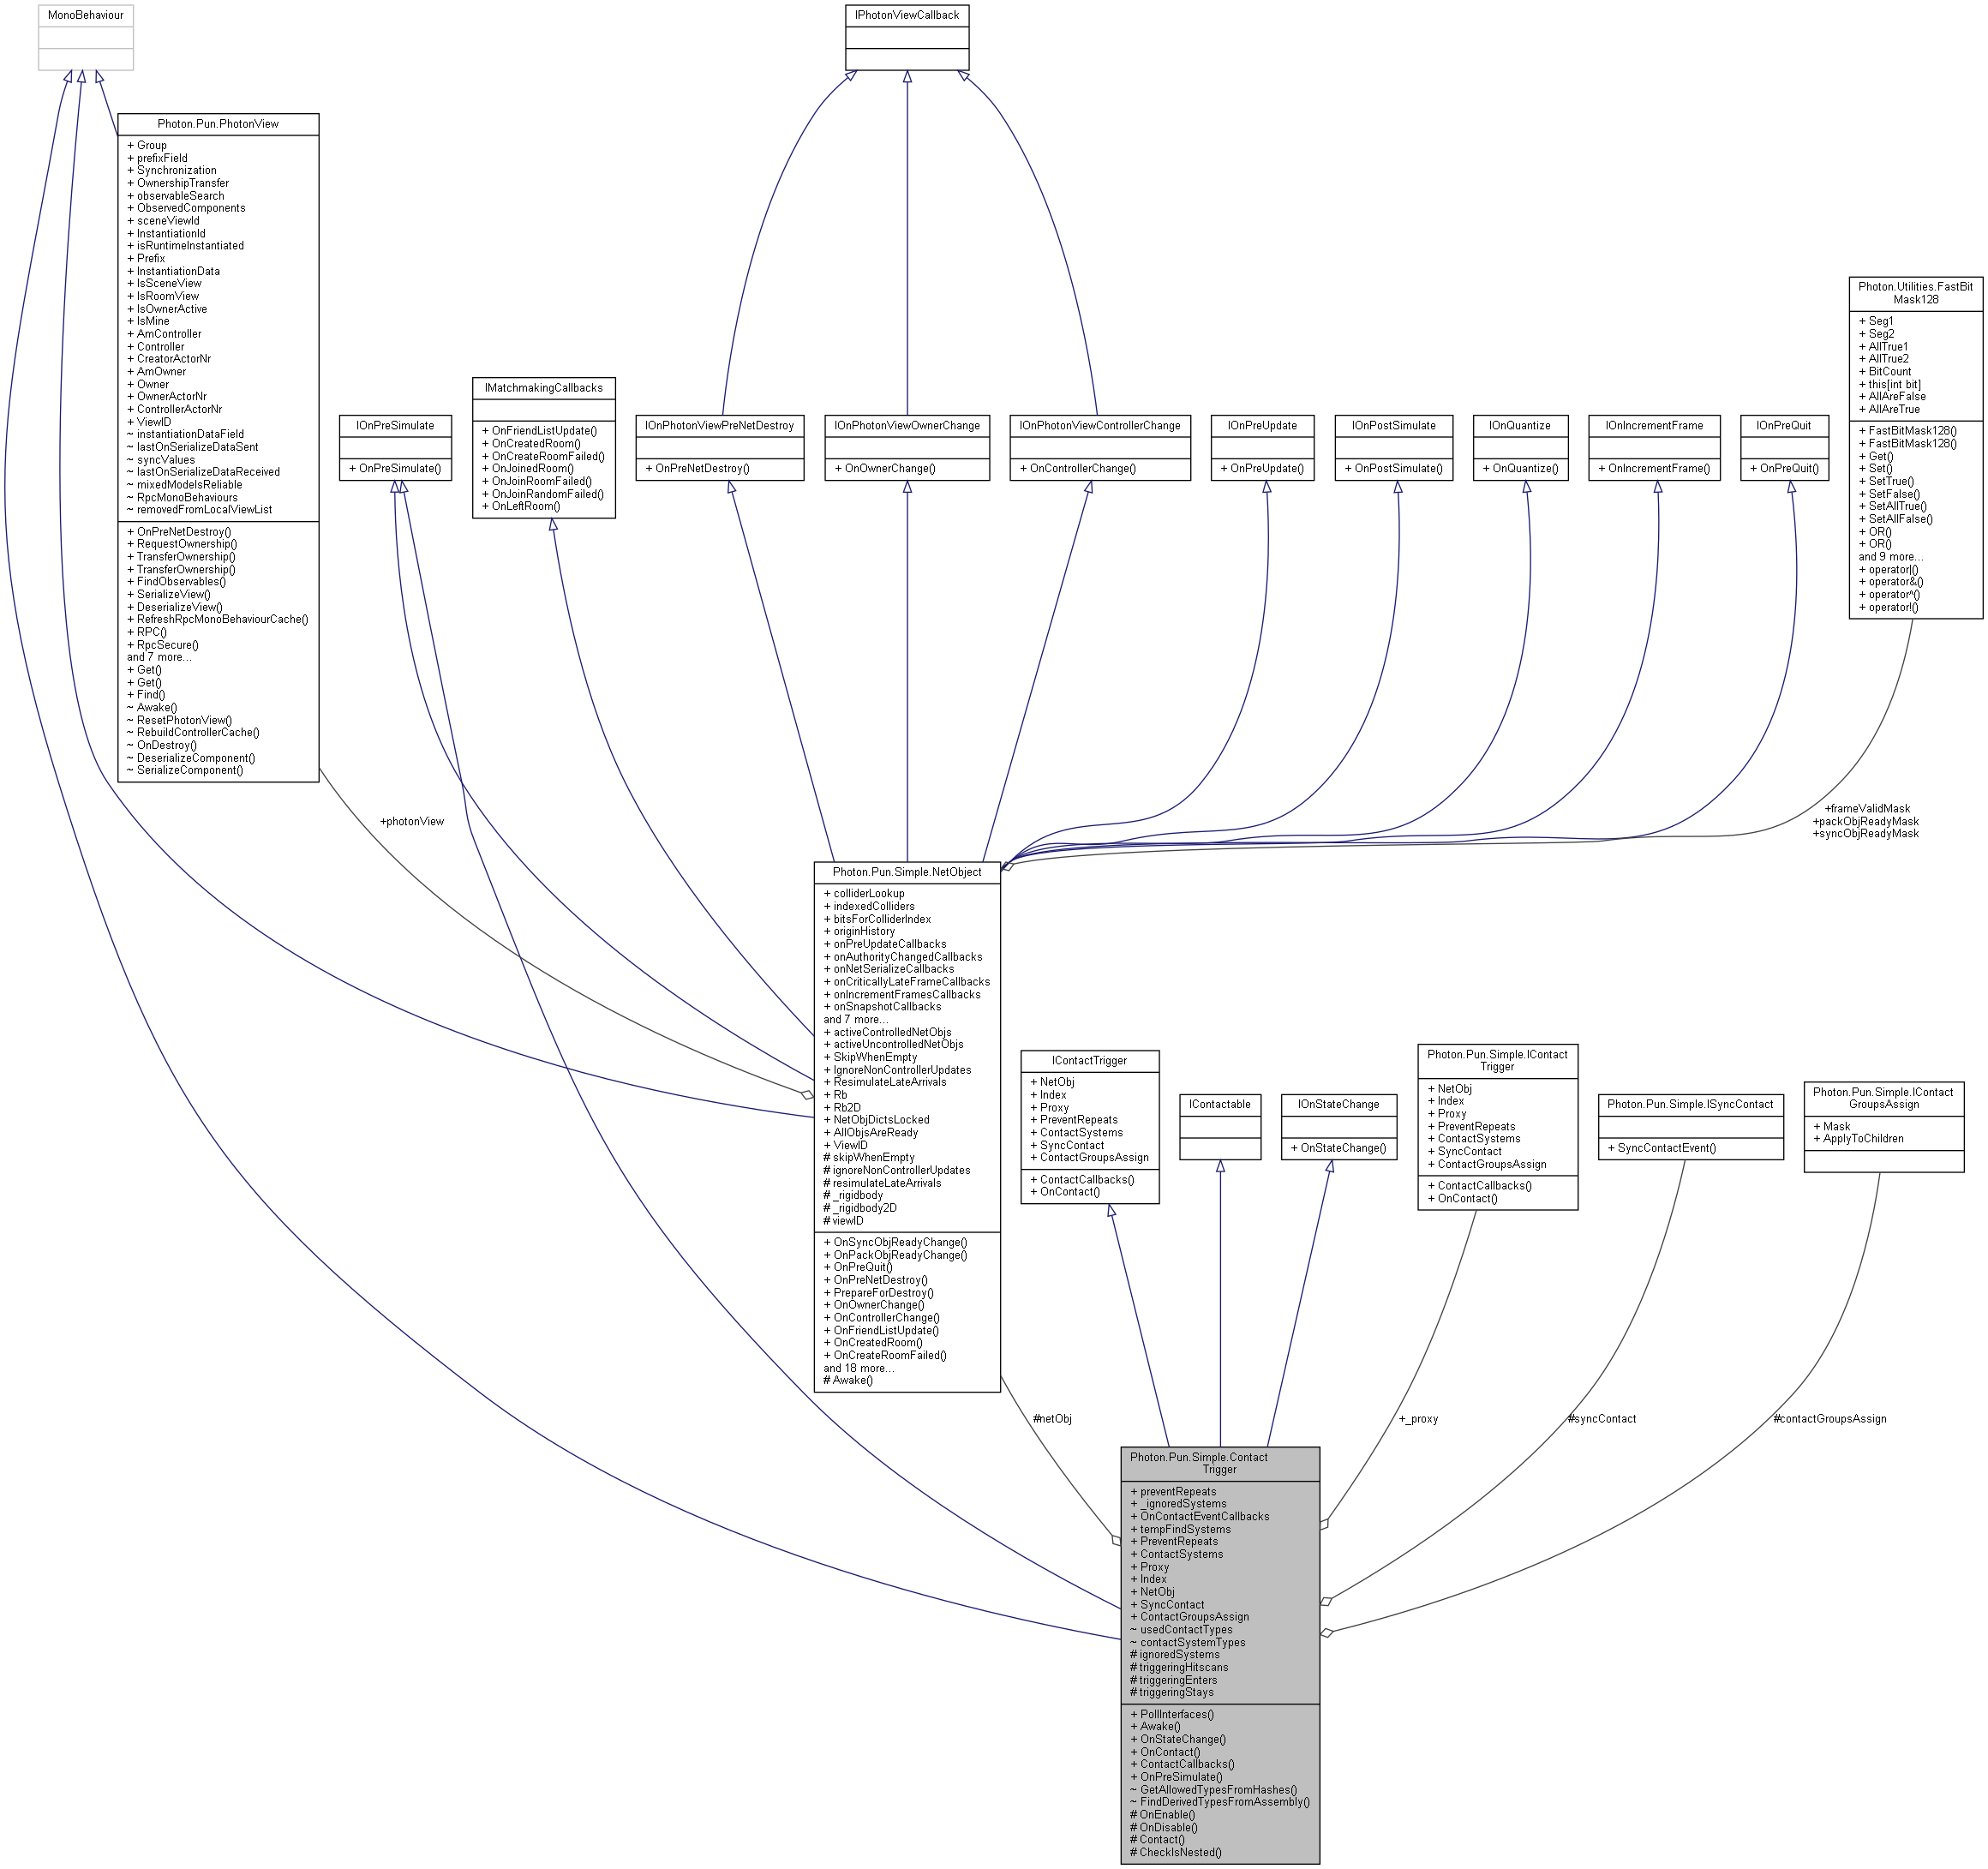 MonoBehaviour
IPhotonViewCallback
Photon.Pun.PhotonView
+ Group
+ prefixField
+ Synchronization
+ OwnershipTransfer
+ observableSearch
+ ObservedComponents
+ sceneViewId
+ InstantiationId
+ isRuntimeInstantiated
+ Prefix
+ InstantiationData
+ IsSceneView
+ IsRoomView
+ IsOwnerActive
+ IsMine
+ AmController
+ Controller
+ CreatorActorNr
+ AmOwner
+ Owner
+ OwnerActorNr
+ ControllerActorNr
+ ViewID
~ instantiationDataField
~ lastOnSerializeDataSent
~ syncValues
~ lastOnSerializeDataReceived
~ mixedModeIsReliable
~ RpcMonoBehaviours
~ removedFromLocalViewList
+ OnPreNetDestroy()
+ RequestOwnership()
+ TransferOwnership()
+ TransferOwnership()
+ FindObservables()
+ SerializeView()
+ DeserializeView()
+ RefreshRpcMonoBehaviourCache()
+ RPC()
+ RpcSecure()
and 7 more...
+ Get()
+ Get()
+ Find()
~ Awake()
~ ResetPhotonView()
~ RebuildControllerCache()
~ OnDestroy()
~ DeserializeComponent()
~ SerializeComponent()
IOnPreSimulate
+ OnPreSimulate()
IMatchmakingCallbacks
+ OnFriendListUpdate()
+ OnCreatedRoom()
+ OnCreateRoomFailed()
+ OnJoinedRoom()
+ OnJoinRoomFailed()
+ OnJoinRandomFailed()
+ OnLeftRoom()
IOnPhotonViewPreNetDestroy
+ OnPreNetDestroy()
IOnPhotonViewOwnerChange
+ OnOwnerChange()
IOnPhotonViewControllerChange
+ OnControllerChange()
IOnPreUpdate
+ OnPreUpdate()
IOnPostSimulate
+ OnPostSimulate()
IOnQuantize
+ OnQuantize()
IOnIncrementFrame
+ OnIncrementFrame()
IOnPreQuit
+ OnPreQuit()
Photon.Utilities.FastBit
Mask128
+ Seg1
+ Seg2
+ AllTrue1
+ AllTrue2
+ BitCount
+ this[int bit]
+ AllAreFalse
+ AllAreTrue
+ FastBitMask128()
+ FastBitMask128()
+ Get()
+ Set()
+ SetTrue()
+ SetFalse()
+ SetAllTrue()
+ SetAllFalse()
+ OR()
+ OR()
and 9 more...
+ operator|()
+ operator&()
+ operator^()
+ operator!()
+photonView
+frameValidMask
+packObjReadyMask
+syncObjReadyMask
Photon.Pun.Simple.NetObject
+ colliderLookup
+ indexedColliders
+ bitsForColliderIndex
+ originHistory
+ onPreUpdateCallbacks
+ onAuthorityChangedCallbacks
+ onNetSerializeCallbacks
+ onCriticallyLateFrameCallbacks
+ onIncrementFramesCallbacks
+ onSnapshotCallbacks
and 7 more...
+ activeControlledNetObjs
+ activeUncontrolledNetObjs
+ SkipWhenEmpty
+ IgnoreNonControllerUpdates
+ ResimulateLateArrivals
+ Rb
+ Rb2D
+ NetObjDictsLocked
+ AllObjsAreReady
+ ViewID
# skipWhenEmpty
# ignoreNonControllerUpdates
# resimulateLateArrivals
# _rigidbody
# _rigidbody2D
# viewID
+ OnSyncObjReadyChange()
+ OnPackObjReadyChange()
+ OnPreQuit()
+ OnPreNetDestroy()
+ PrepareForDestroy()
+ OnOwnerChange()
+ OnControllerChange()
+ OnFriendListUpdate()
+ OnCreatedRoom()
+ OnCreateRoomFailed()
and 18 more...
# Awake()
IContactTrigger
+ NetObj
+ Index
+ Proxy
+ PreventRepeats
+ ContactSystems
+ SyncContact
+ ContactGroupsAssign
+ ContactCallbacks()
+ OnContact()
IContactable
IOnStateChange
+ OnStateChange()
Photon.Pun.Simple.IContact
Trigger
+ NetObj
+ Index
+ Proxy
+ PreventRepeats
+ ContactSystems
+ SyncContact
+ ContactGroupsAssign
+ ContactCallbacks()
+ OnContact()
Photon.Pun.Simple.ISyncContact
+ SyncContactEvent()
Photon.Pun.Simple.IContact
GroupsAssign
+ Mask
+ ApplyToChildren
#netObj
+_proxy
#syncContact
#contactGroupsAssign
Photon.Pun.Simple.Contact
Trigger
+ preventRepeats
+ _ignoredSystems
+ OnContactEventCallbacks
+ tempFindSystems
+ PreventRepeats
+ ContactSystems
+ Proxy
+ Index
+ NetObj
+ SyncContact
+ ContactGroupsAssign
~ usedContactTypes
~ contactSystemTypes
# ignoredSystems
# triggeringHitscans
# triggeringEnters
# triggeringStays
+ PollInterfaces()
+ Awake()
+ OnStateChange()
+ OnContact()
+ ContactCallbacks()
+ OnPreSimulate()
~ GetAllowedTypesFromHashes()
~ FindDerivedTypesFromAssembly()
# OnEnable()
# OnDisable()
# Contact()
# CheckIsNested()